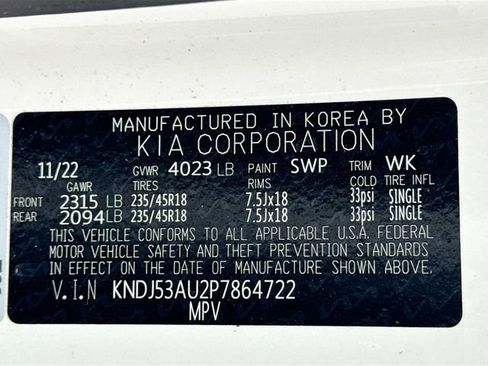 MANUFACTURED IN KOREA BY
KIA CORPORATION
11/22 GVWR 4023 LB PAINT SWP TRIM WK
GAWR TIRES RIMS COLD TIRE INFL
FRONT 2315 LB 235/45R18 7.5Jx18 33psi SINGLE
REAR 2094 LB 235/45R18 7.5Jx18 33psi SINGLE
THIS VEHICLE CONFORMS TO ALL APPLICABLE U.S.A. FEDERAL
MOTOR VEHICLE SAFETY AND THEFT PREVENTION STANDARDS
IN EFFECT ON THE DATE OF MANUFACTURE SHOWN ABOVE.
V.I.N KNDJ53AU2P7864722
MPV